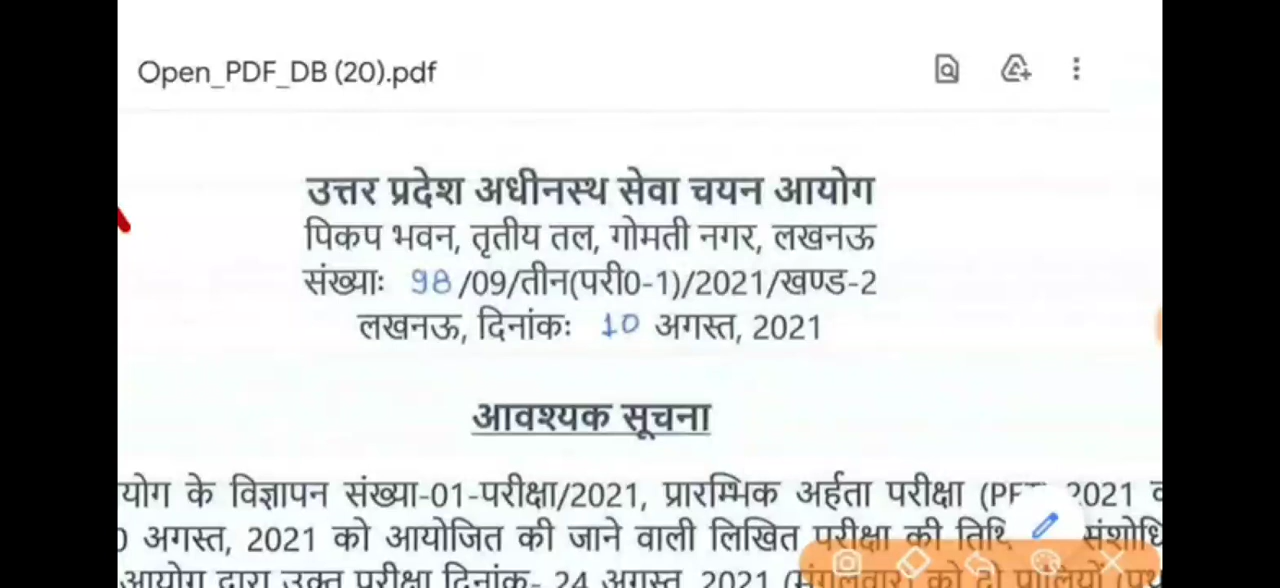 Open_PDF_DB (20).pdf
उत्तर प्रदेश अधीनस्थ सेवा चयन आयोग
पिकप भवन, तृतीय तल, गोमती नगर, लखनऊ
संख्याः 98/09/तीन(परी0-1)/2021/खण्ड-2
लखनऊ, दिनांकः 10 अगस्त, 2021
आवश्यक सूचना
योग के विज्ञापन संख्या-01-परीक्षा/2021, प्रारम्भिक अर्हता परीक्षा 2021
अगस्त, 2021 को आयोजित की जाने वाली लिखित परीक्षा की
आयोग द्वारा उक्त परीक्षा दिनांक- 24 अगस्त, 2021 (मंगलवार) को दो पालियों